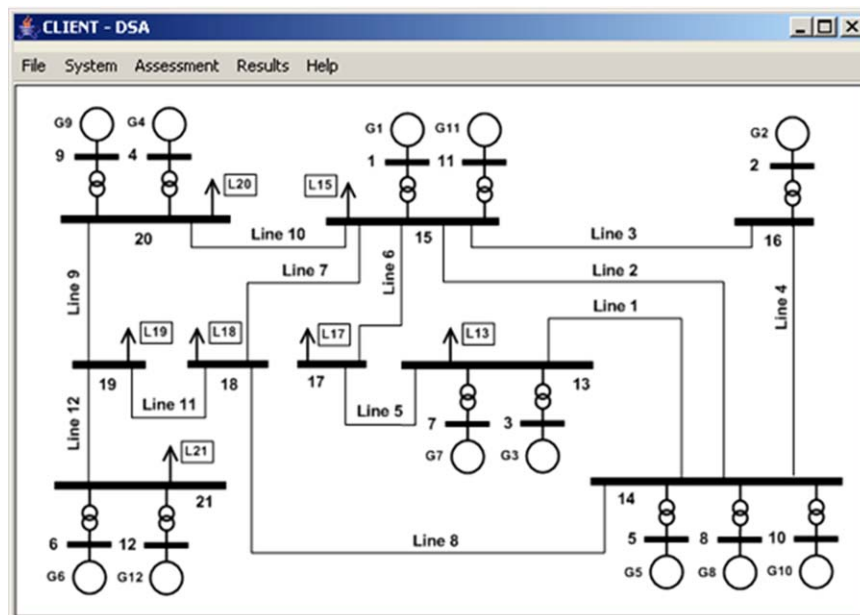 CLIENT - DSA
File System Assessment Results Help
G9 G4 G1 G11 G2
9 4 1 11 2
L20 L15
20 Line 10 15 Line 3 16
Line 9 Line 7 Line 6 Line 2 Line 4
Line 1
L19 L18 L17 L13
19 18 17 13
Line 12 Line 11 Line 5 7 3
G7 G3
L21
21 14
6 12 Line 8 5 8 10
G6 G12 G5 G8 G10